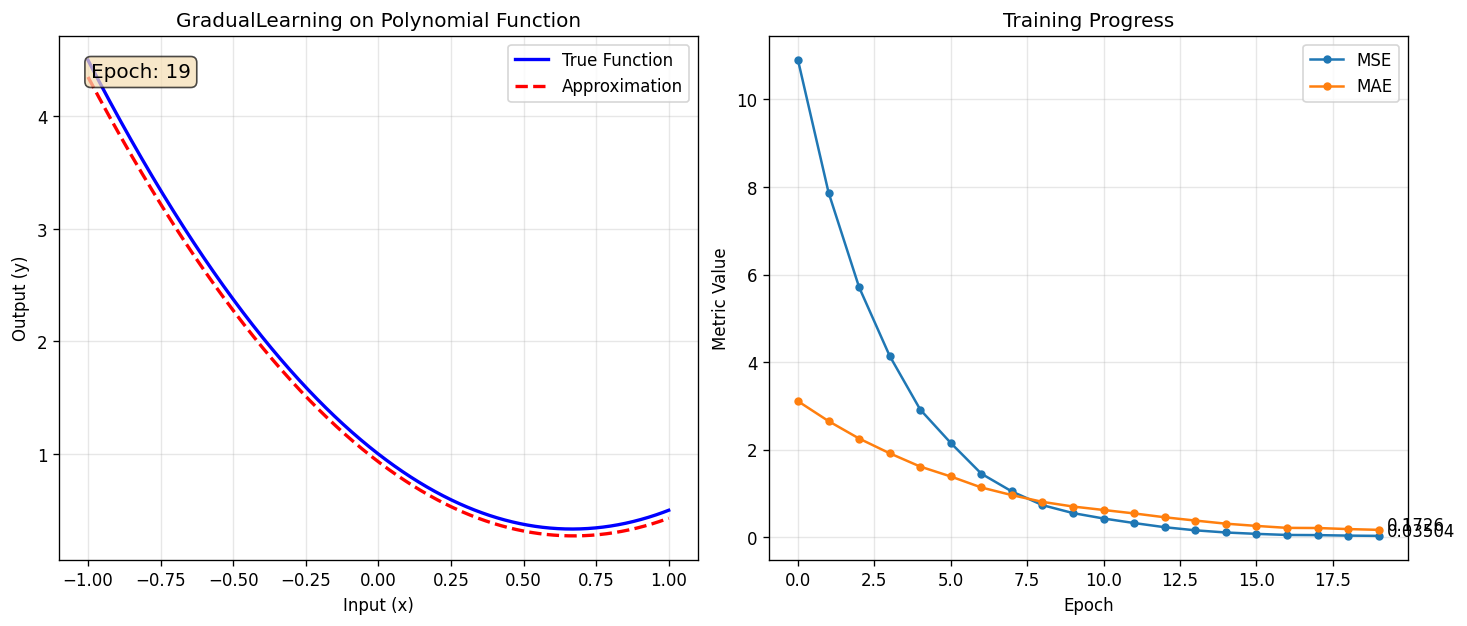 GradualLearning on Polynomial Function
Epoch: 19
True Function
Approximation
Output (y)
4
3
2
1
−1.00 −0.75 −0.50 −0.25 0.00 0.25 0.50 0.75 1.00
Input (x)
Training Progress
MSE
MAE
Metric Value
10
8
6
4
2
0
0.1726
0.03504
0.0 2.5 5.0 7.5 10.0 12.5 15.0 17.5
Epoch